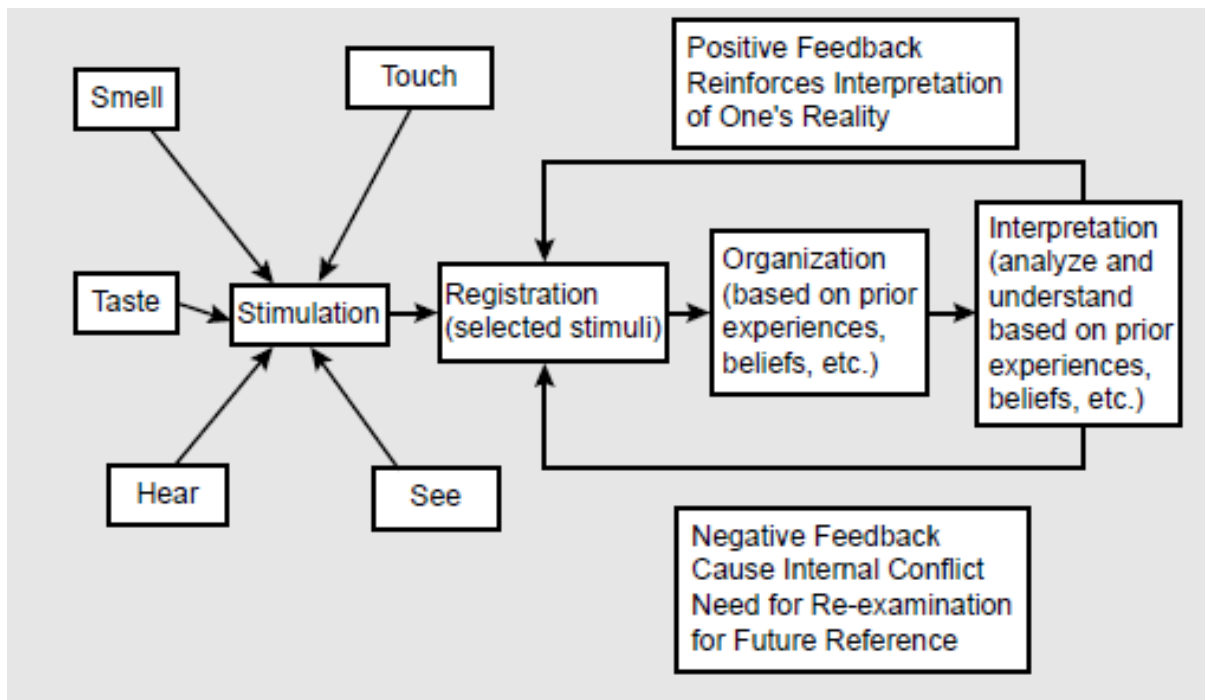 Smell
Touch
Positive Feedback
Reinforces Interpretation
of One's Reality
Taste
Stimulation
Registration
(selected stimuli)
Organization
(based on prior
experiences,
beliefs, etc.)
Interpretation
(analyze and
understand
based on prior
experiences,
beliefs, etc.)
Hear
See
Negative Feedback
Cause Internal Conflict
Need for Re-examination
for Future Reference